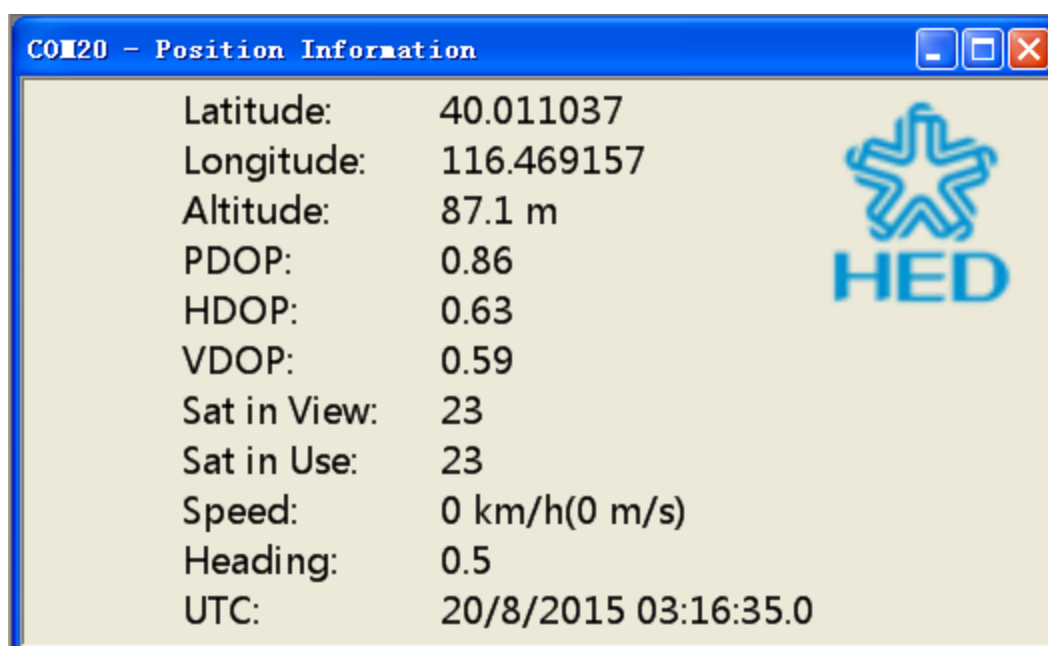 COM20 - Position Information
Latitude: 40.011037
Longitude: 116.469157
Altitude: 87.1 m
PDOP: 0.86
HDOP: 0.63
VDOP: 0.59
Sat in View: 23
Sat in Use: 23
Speed: 0 km/h(0 m/s)
Heading: 0.5
UTC: 20/8/2015 03:16:35.0
HED